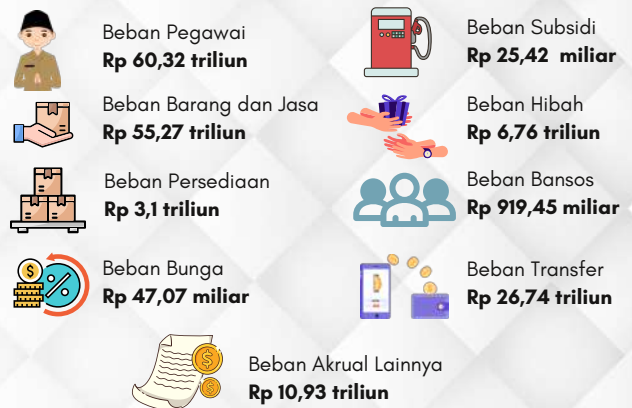 Beban Pegawai
Rp 60,32 triliun
Beban Subsidi
Rp 25,42 miliar
Beban Barang dan Jasa
Rp 55,27 triliun
Beban Hibah
Rp 6,76 triliun
Beban Persediaan
Rp 3,1 triliun
Beban Bansos
Rp 919,45 miliar
Beban Bunga
Rp 47,07 miliar
Beban Transfer
Rp 26,74 triliun
Beban Akrual Lainnya
Rp 10,93 triliun